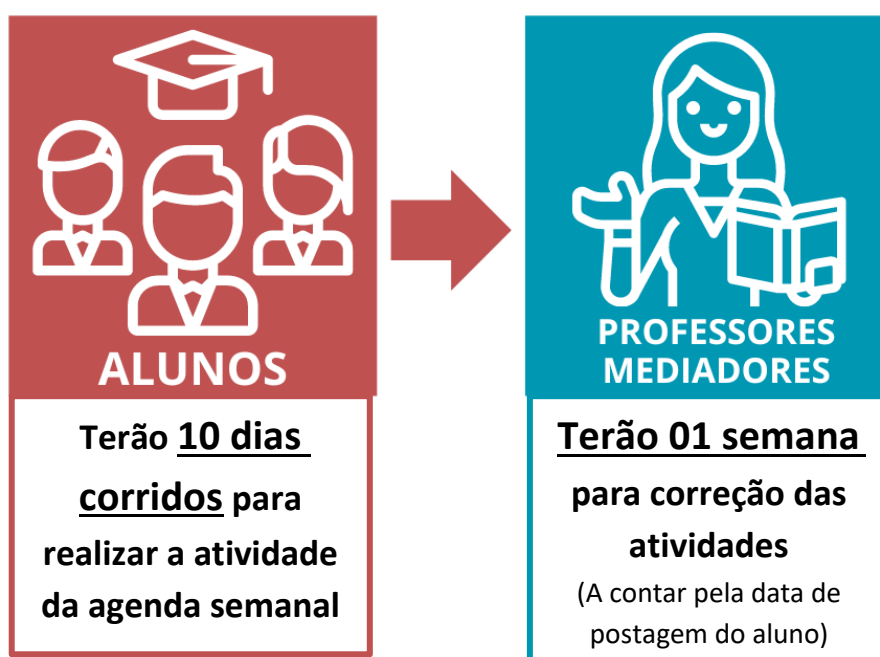 ALUNOS
Terão 10 dias
corridos para
realizar a atividade
da agenda semanal
PROFESSORES
MEDIADORES
Terão 01 semana
para correção das
atividades
(A contar pela data de
postagem do aluno)